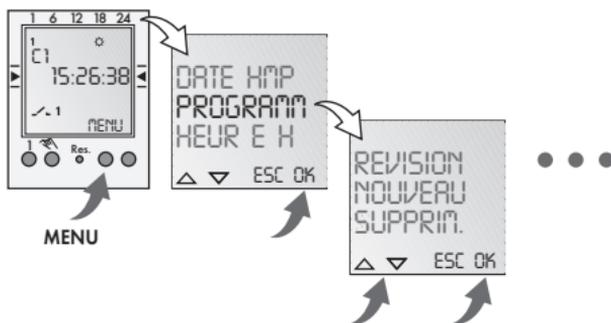 1 6 12 18 24
1
C1
15:26:38
1
MENU
1 Res.
MENU
DATE HMP
PROGRAMM
HEUR E H
ESC OK
REVISION
NOUVEAU
SUPPRIM.
ESC OK